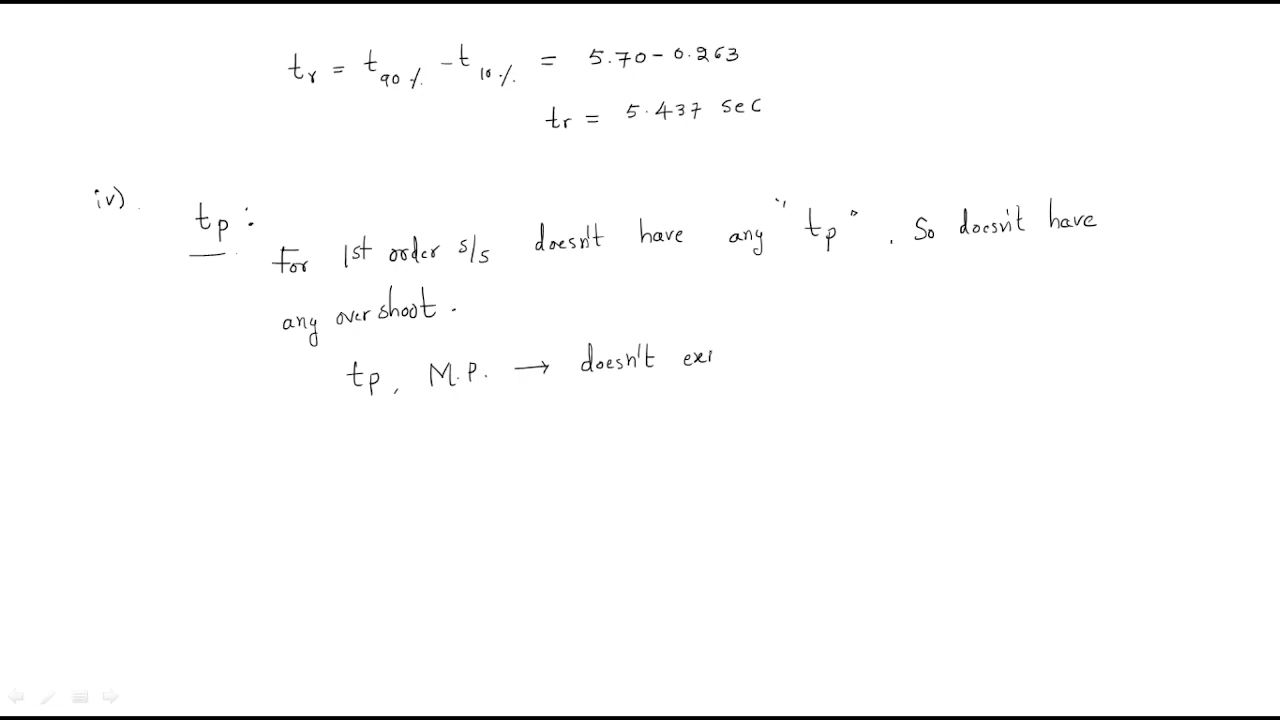 tr = t90% - t10% = 5.70 - 0.263
tr = 5.437 sec
iv).
tp :
For 1st order s/s doesn't have any "tp". So doesn't have
any overshoot.
tp, M.P. → doesn't exi